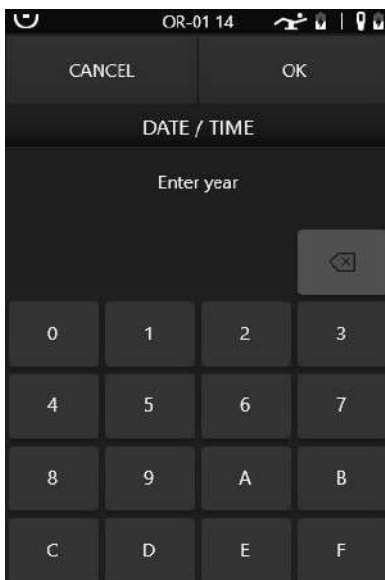 OR-01 14
CANCEL OK
DATE / TIME
Enter year
0 1 2 3
4 5 6 7
8 9 A B
C D E F